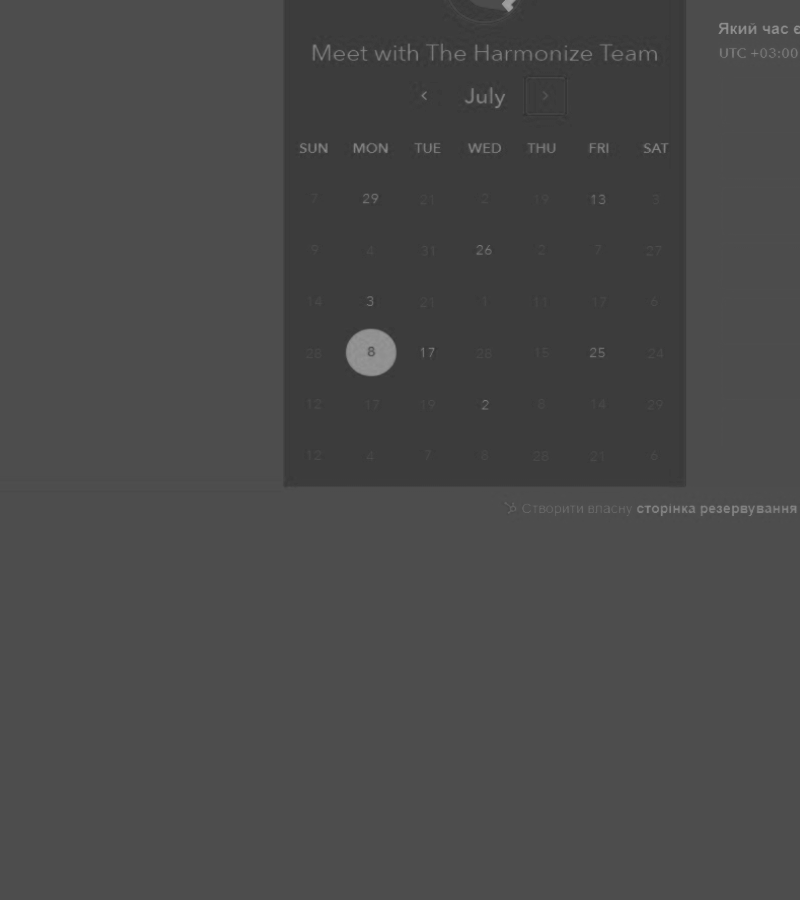 Який час є
Meet with The Harmonize Team
UTC +03:00
‹ July ›
SUN MON TUE WED THU FRI SAT
7 29 21 2 19 13 3
9 4 31 26 2 7 27
14 3 21 1 11 17 6
28 8 17 28 15 25 24
12 17 19 2 8 14 29
12 4 7 8 28 21 6
Створити власну сторінка резервування